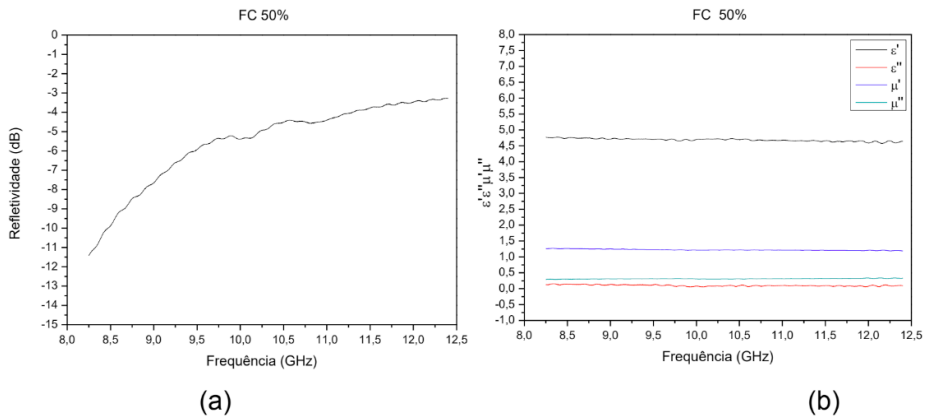 FC 50%
0
-1
-2
-3
-4
-5
-6
-7
-8
-9
-10
-11
-12
-13
-14
-15
Refletividade (dB)
8,0 8,5 9,0 9,5 10,0 10,5 11,0 11,5 12,0 12,5
Frequência (GHz)
(a)
FC 50%
8,0
7,5
7,0
6,5
6,0
5,5
5,0
4,5
4,0
3,5
3,0
2,5
2,0
1,5
1,0
0,5
0,0
-0,5
-1,0
ε'ε''μ'μ''
ε'
ε''
μ'
μ''
8,0 8,5 9,0 9,5 10,0 10,5 11,0 11,5 12,0 12,5
Frequência (GHz)
(b)